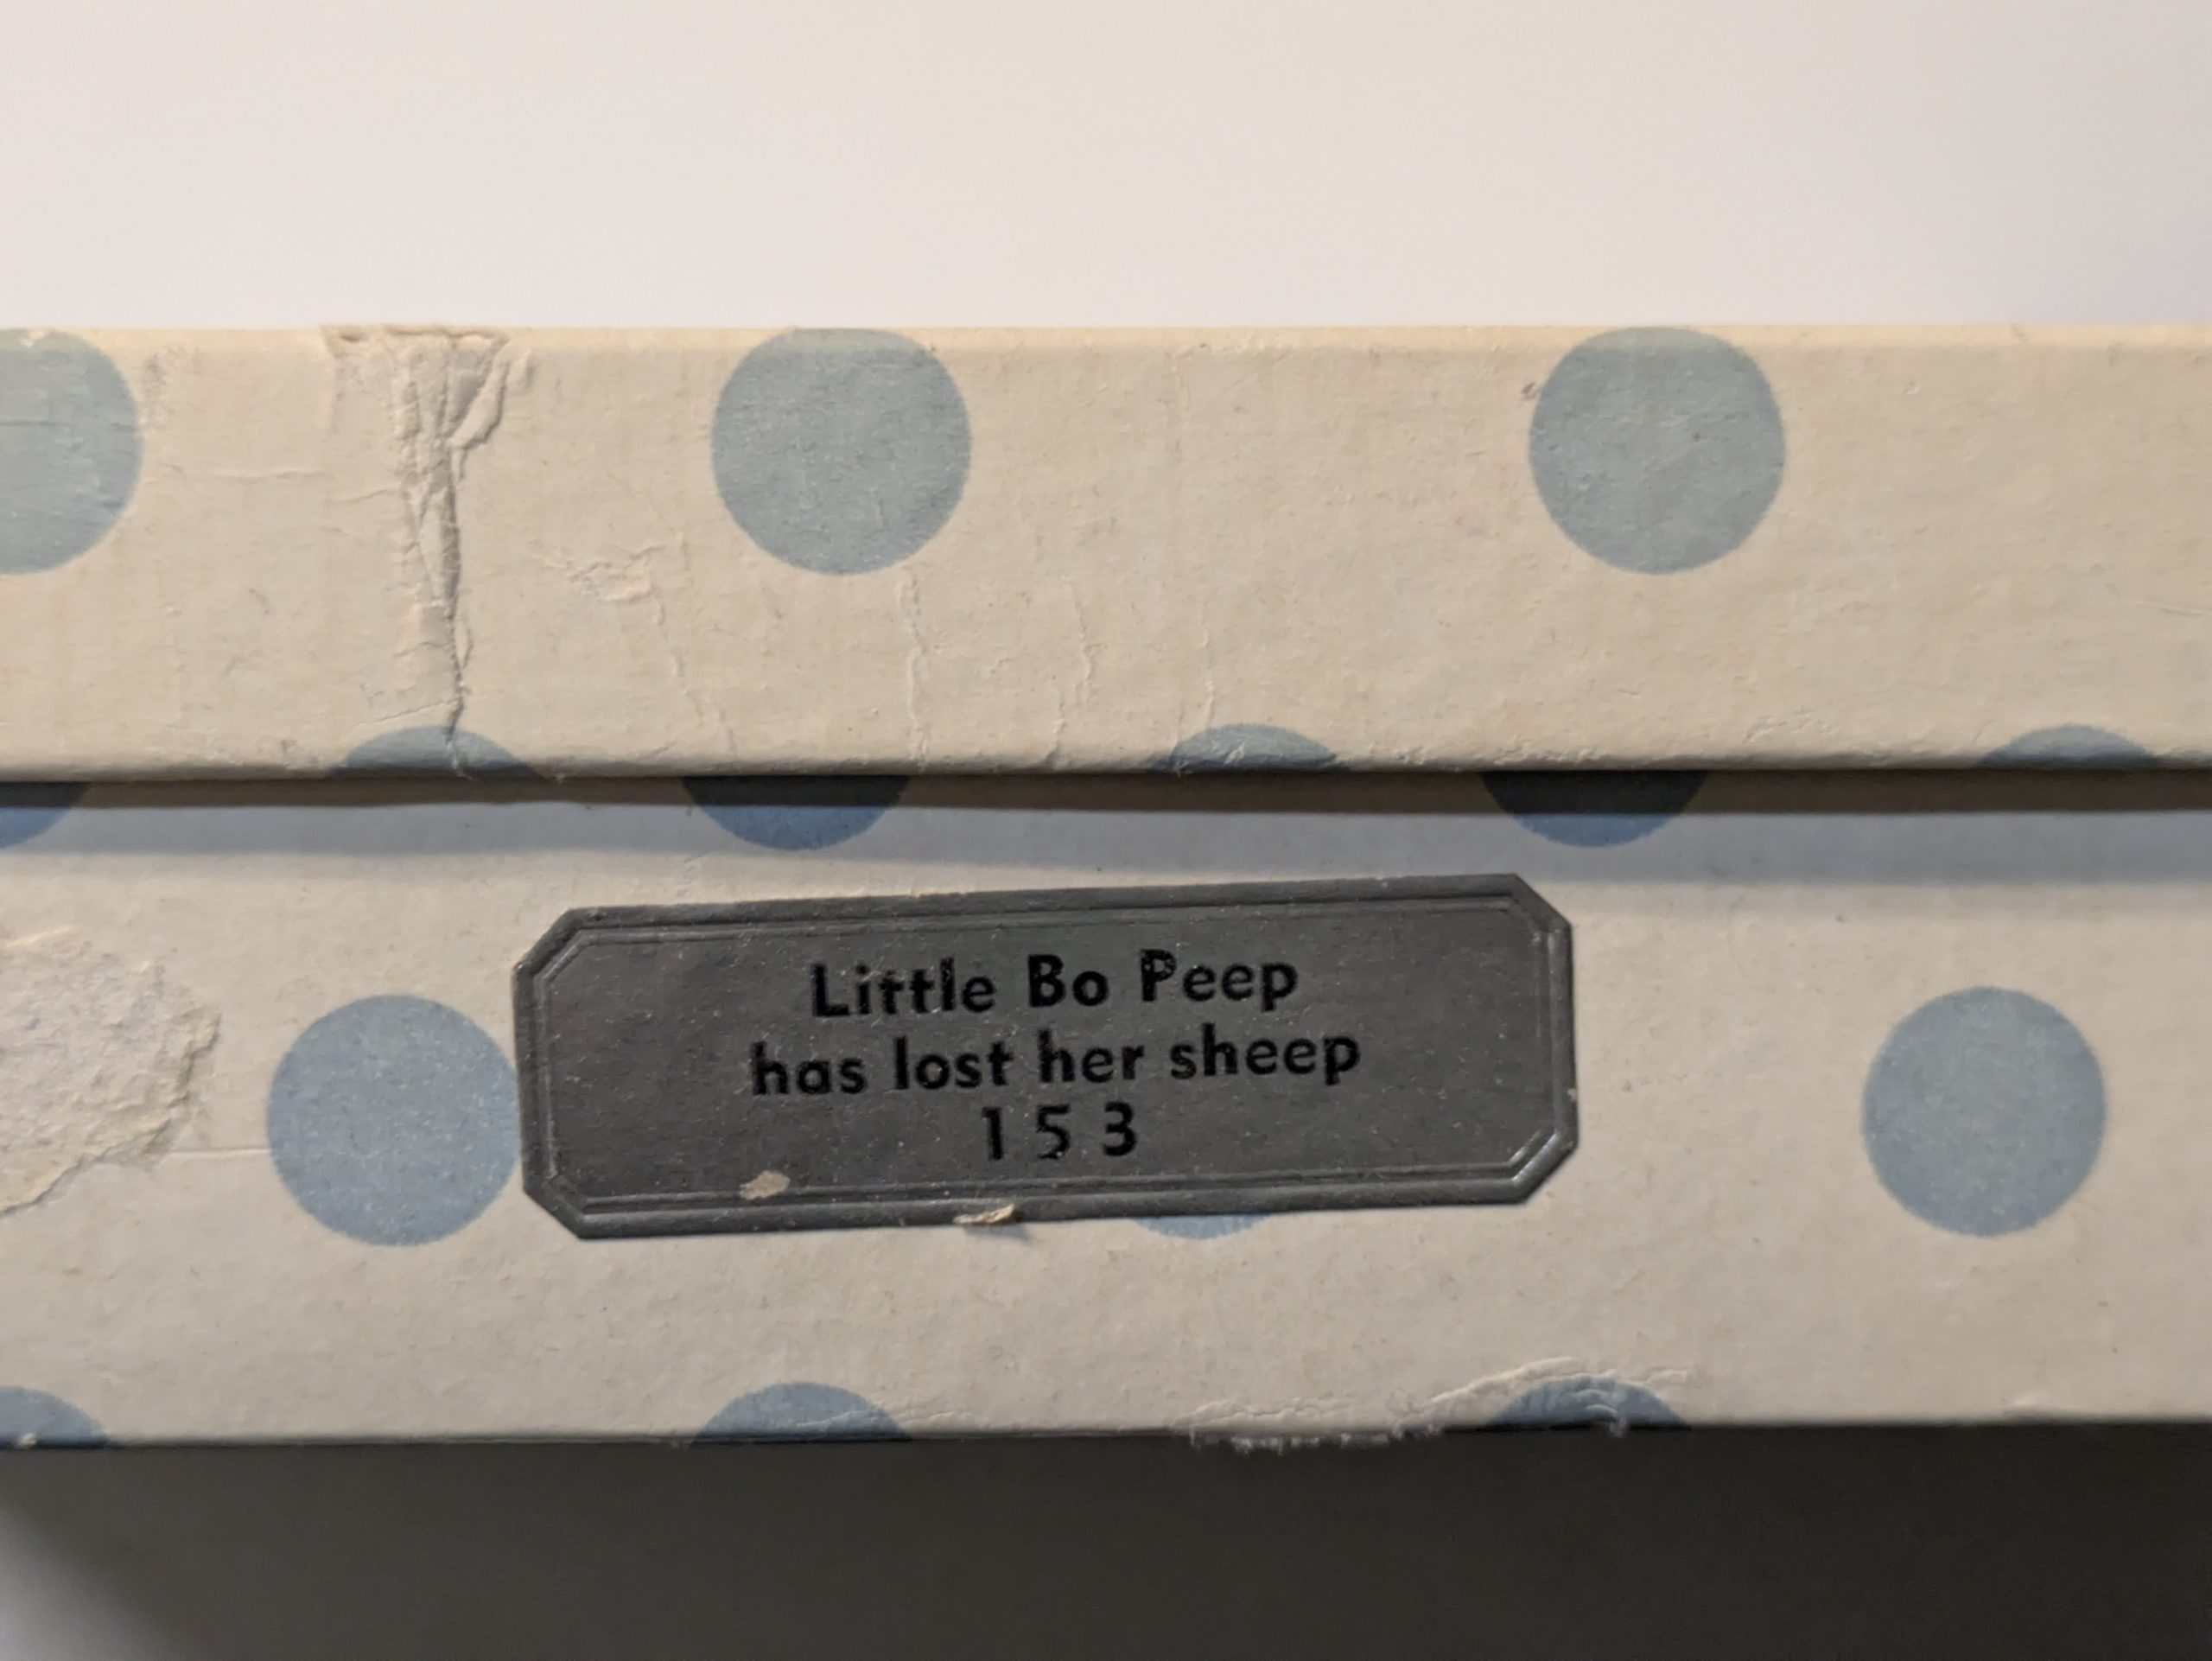 Little Bo Peep
has lost her sheep
153